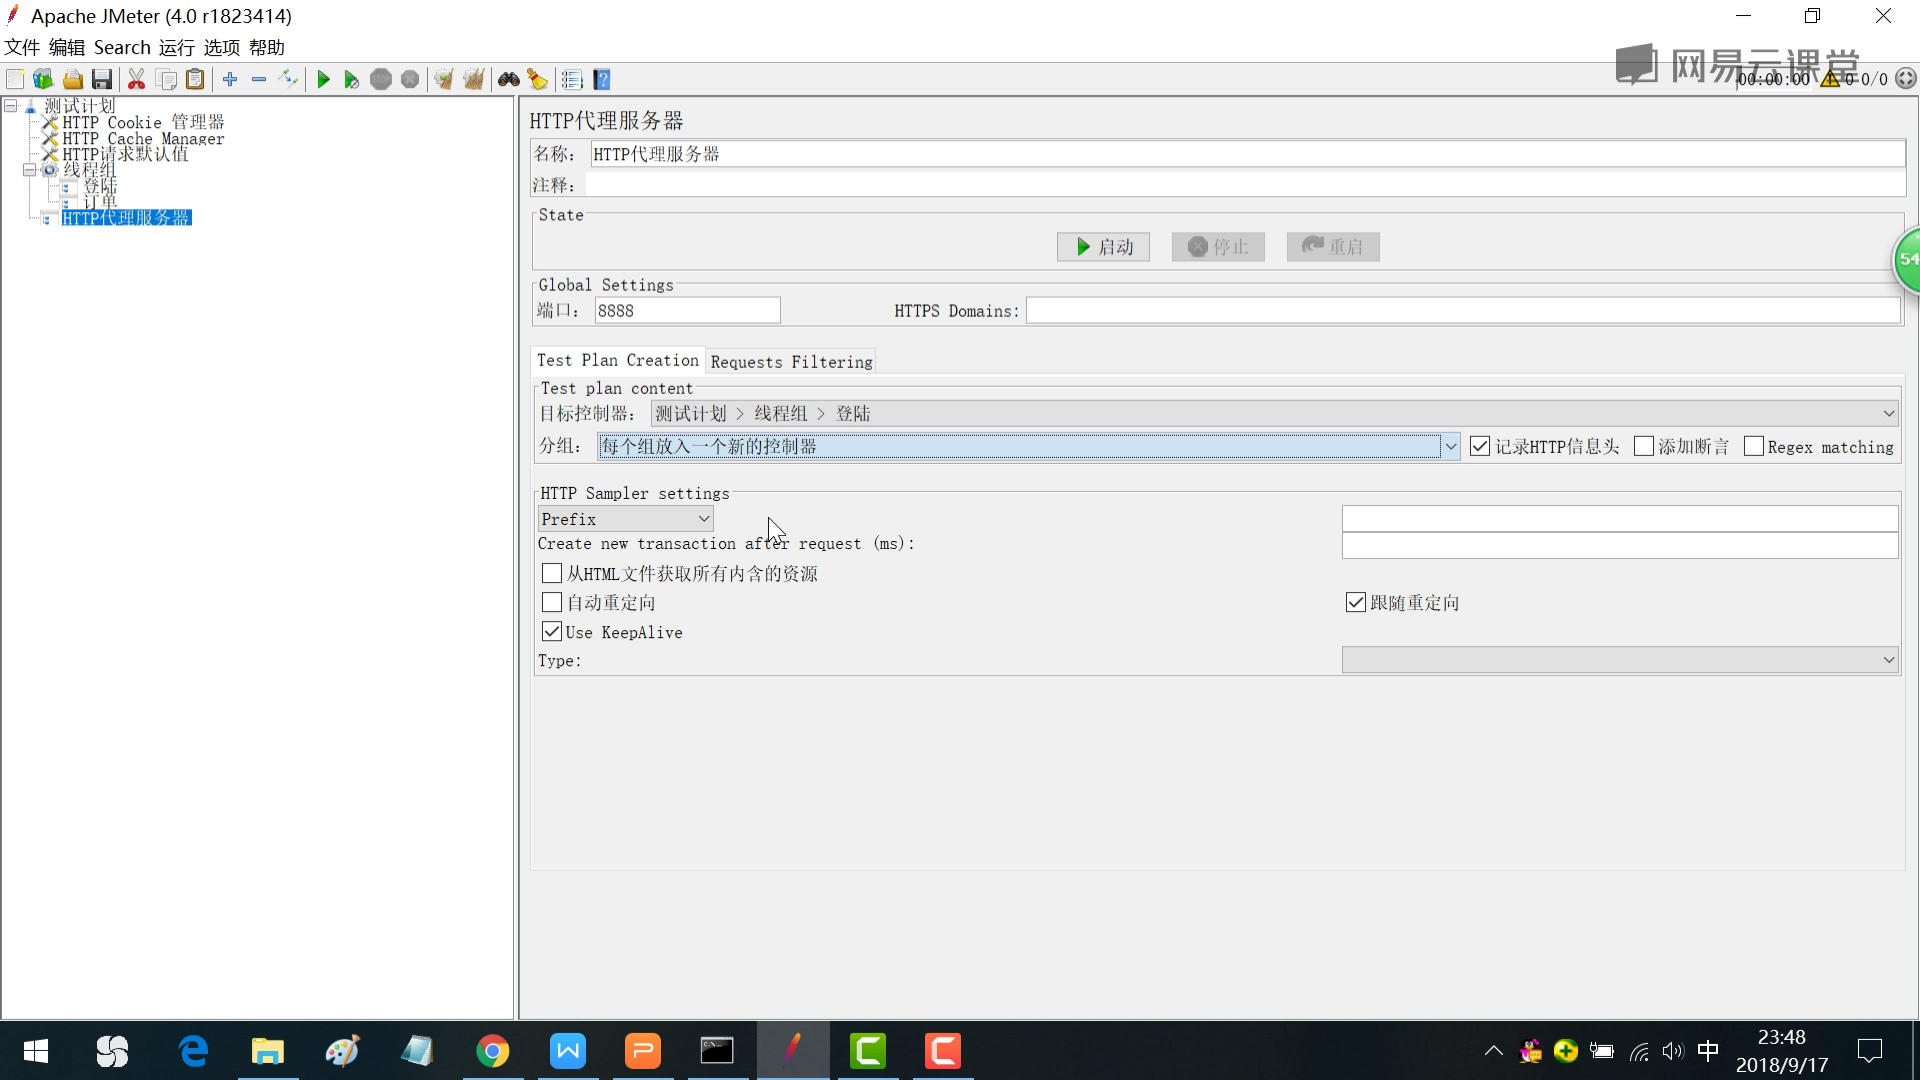 Apache JMeter (4.0 r1823414)
文件 编辑 Search 运行 选项 帮助
网易云课堂
00:00:00 0 0/0
测试计划
HTTP Cookie 管理器
HTTP Cache Manager
HTTP请求默认值
线程组
登陆
订单
HTTP代理服务器
HTTP代理服务器
名称： HTTP代理服务器
注释：
State
启动 停止 重启
Global Settings
端口： 8888 HTTPS Domains:
54
Test Plan Creation Requests Filtering
Test plan content
目标控制器： 测试计划 > 线程组 > 登陆
分组： 每个组放入一个新的控制器 记录HTTP信息头 添加断言 Regex matching
HTTP Sampler settings
Prefix
Create new transaction after request (ms):
从HTML文件获取所有内含的资源
自动重定向 跟随重定向
Use KeepAlive
Type:
中
23:48
2018/9/17